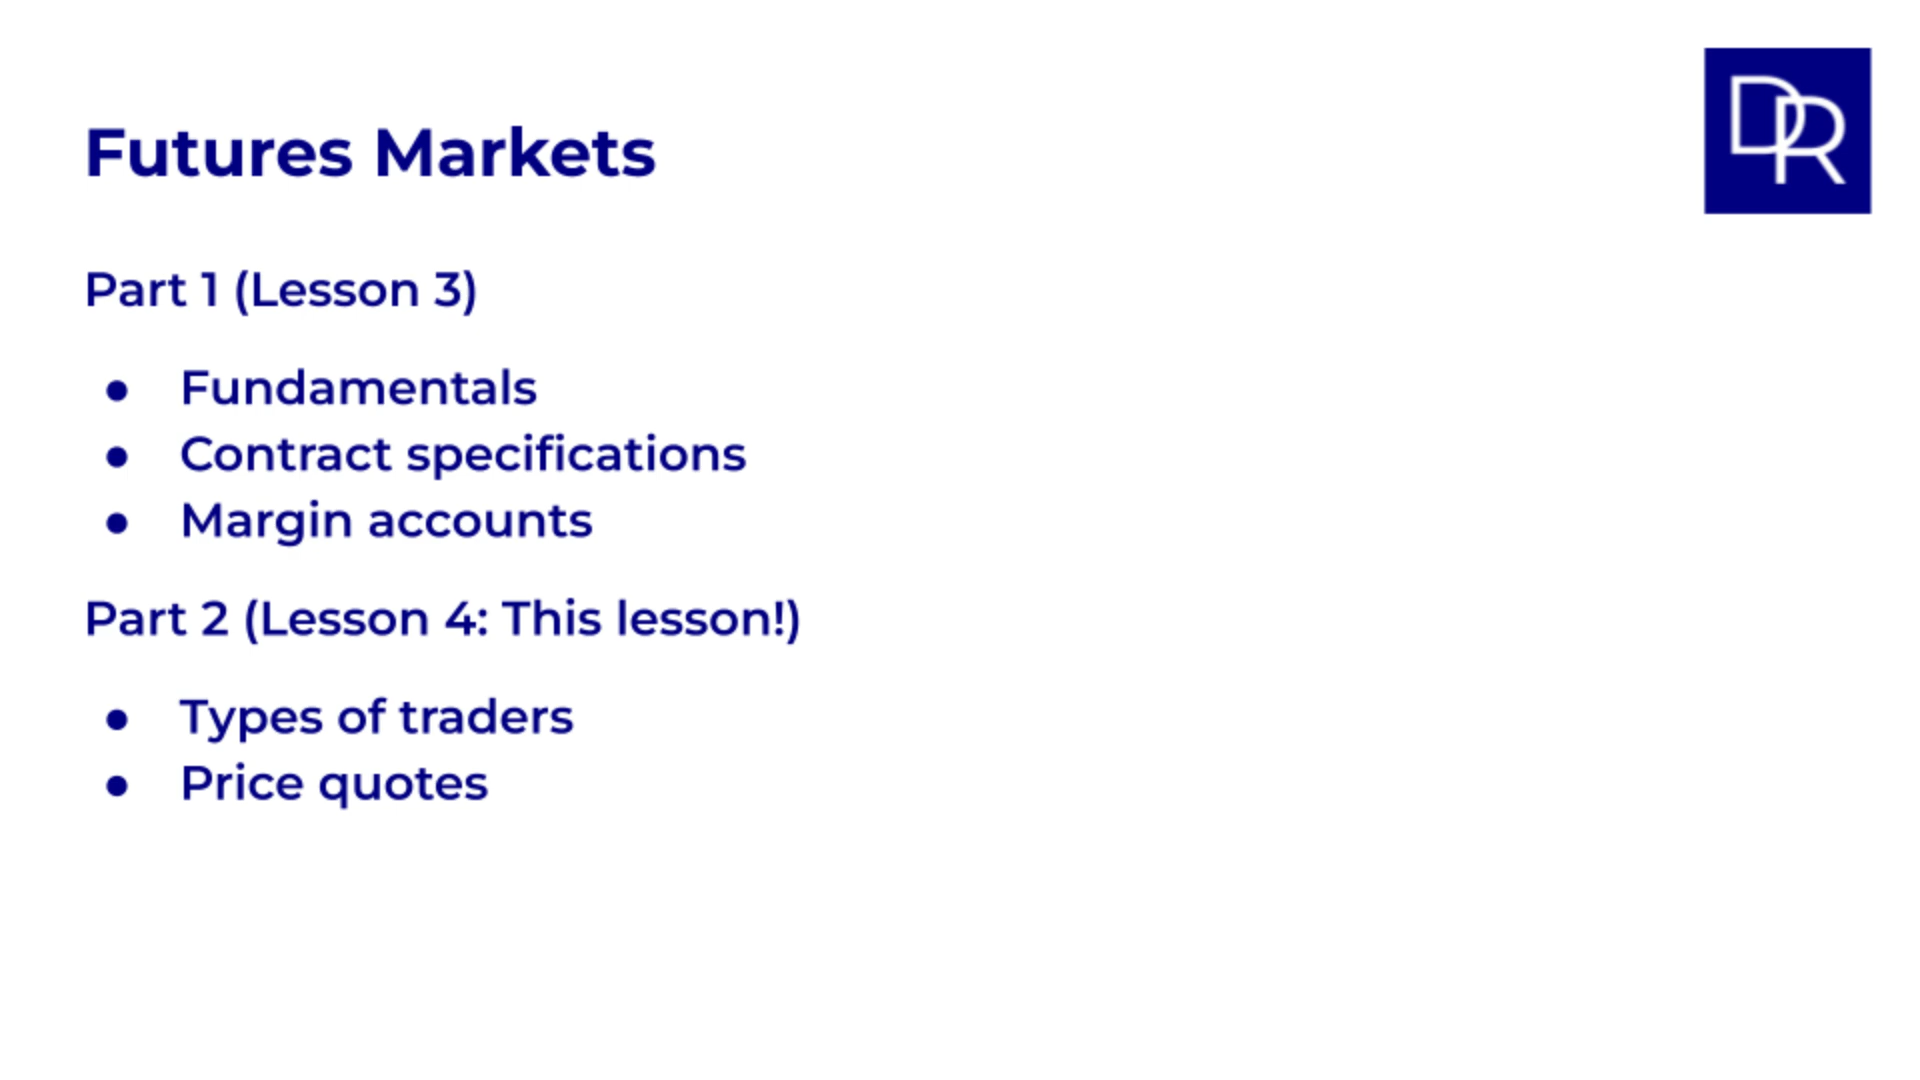 Futures Markets
DR
Part 1 (Lesson 3)
● Fundamentals
● Contract specifications
● Margin accounts
Part 2 (Lesson 4: This lesson!)
● Types of traders
● Price quotes